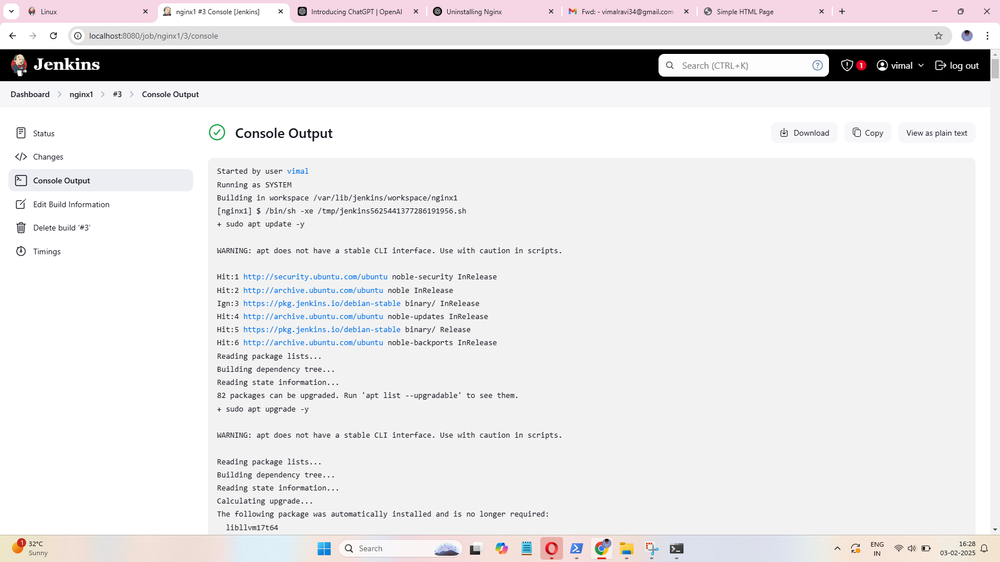 Linux
nginx1 #3 Console [Jenkins]
Introducing ChatGPT | OpenAI
Uninstalling Nginx
Fwd: - vimalravi34@gmail.com
Simple HTML Page
localhost:8080/job/nginx1/3/console
Jenkins
Search (CTRL+K)
1
vimal
log out
Dashboard
nginx1
#3
Console Output
Status
Changes
Console Output
Edit Build Information
Delete build ‘#3’
Timings
Console Output
Download
Copy
View as plain text
Started by user vimal
Running as SYSTEM
Building in workspace /var/lib/jenkins/workspace/nginx1
[nginx1] $ /bin/sh -xe /tmp/jenkins5625441377286191956.sh
+ sudo apt update -y
WARNING: apt does not have a stable CLI interface. Use with caution in scripts.
Hit:1 http://security.ubuntu.com/ubuntu noble-security InRelease
Hit:2 http://archive.ubuntu.com/ubuntu noble InRelease
Ign:3 https://pkg.jenkins.io/debian-stable binary/ InRelease
Hit:4 http://archive.ubuntu.com/ubuntu noble-updates InRelease
Hit:5 https://pkg.jenkins.io/debian-stable binary/ Release
Hit:6 http://archive.ubuntu.com/ubuntu noble-backports InRelease
Reading package lists...
Building dependency tree...
Reading state information...
82 packages can be upgraded. Run 'apt list --upgradable' to see them.
+ sudo apt upgrade -y
WARNING: apt does not have a stable CLI interface. Use with caution in scripts.
Reading package lists...
Building dependency tree...
Reading state information...
Calculating upgrade...
The following package was automatically installed and is no longer required:
libllvm17t64
1
32°C
Sunny
Search
ENG
IN
16:28
03-02-2025